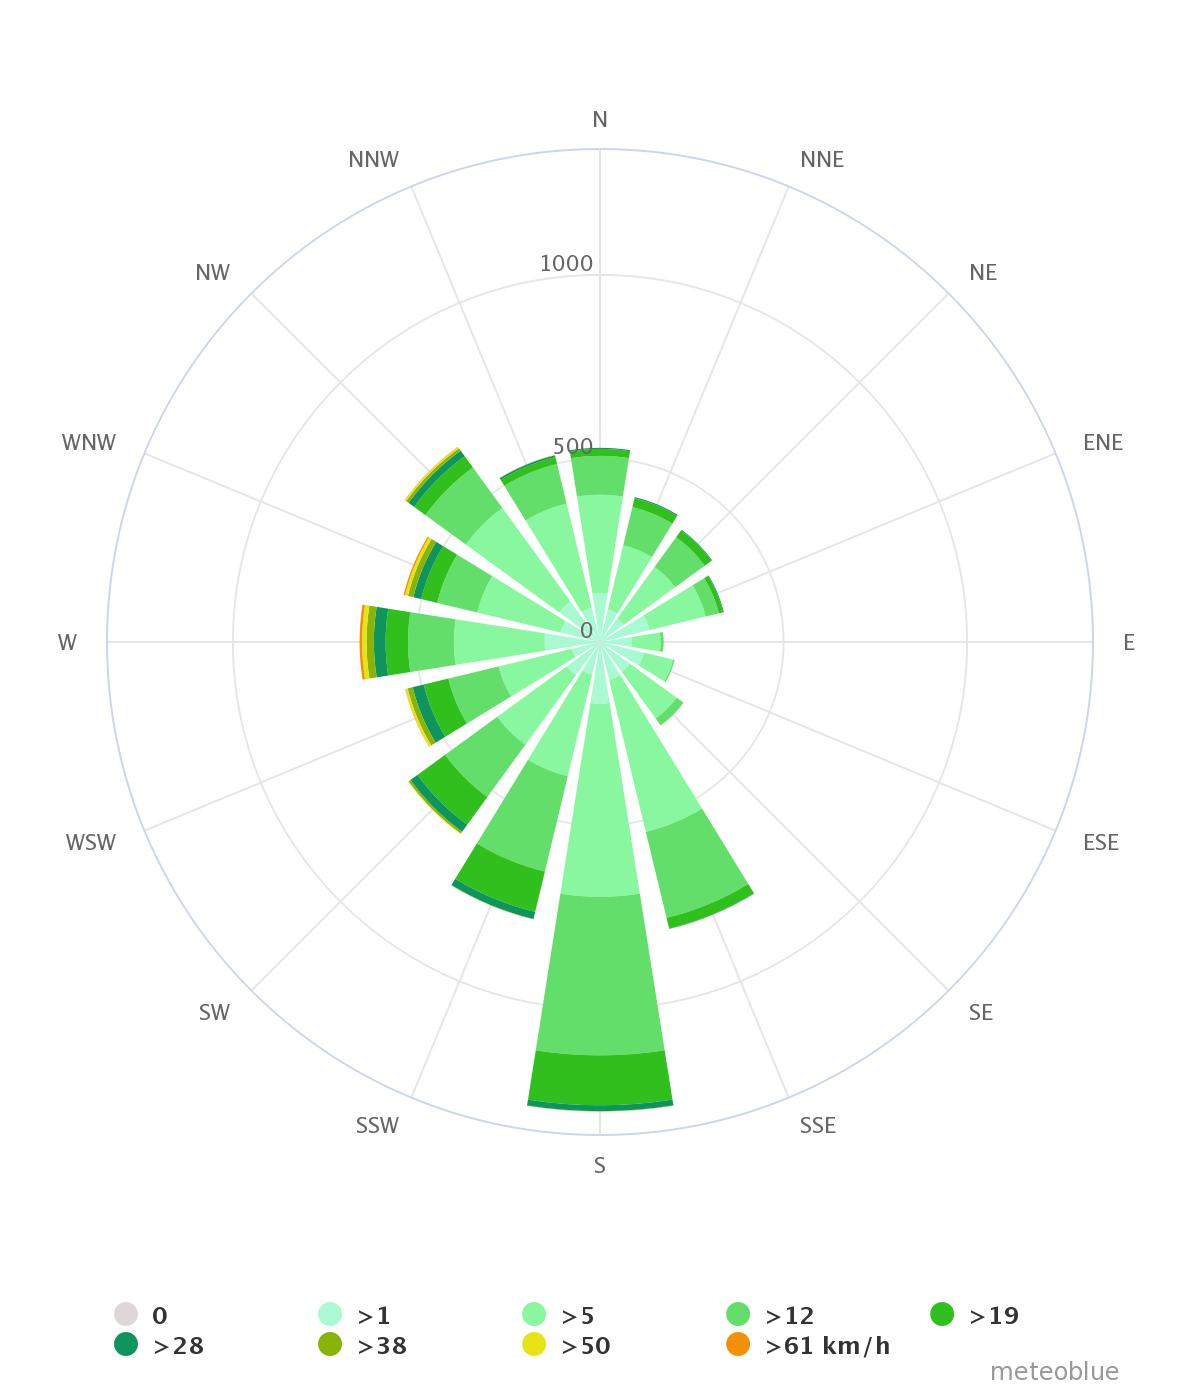 N
NNW NNE
1000
NW NE
WNW ENE
500
0
W E
WSW ESE
SW SE
SSW SSE
S
0 >1 >5 >12 >19
>28 >38 >50 >61 km/h
meteoblue